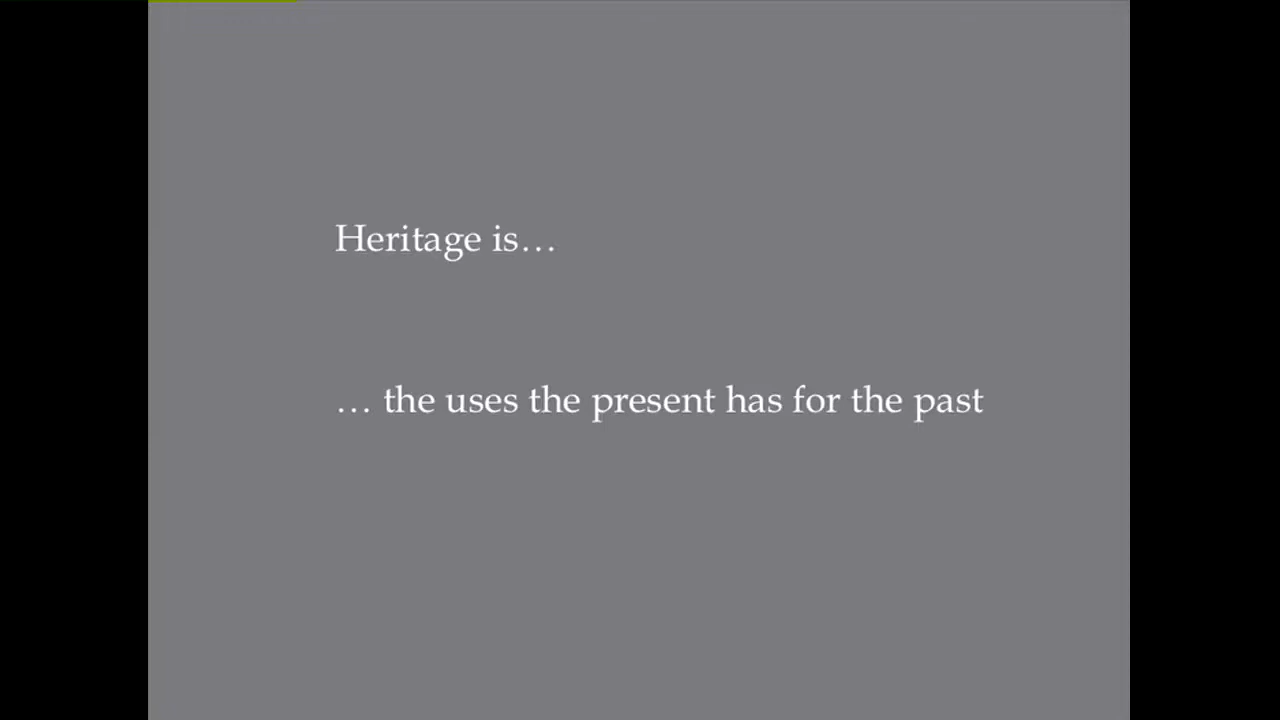 Heritage is…
… the uses the present has for the past